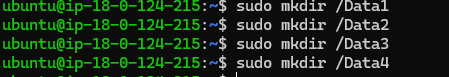 ubuntu@ip-18-0-124-215:~$ sudo mkdir /Data1
ubuntu@ip-18-0-124-215:~$ sudo mkdir /Data2
ubuntu@ip-18-0-124-215:~$ sudo mkdir /Data3
ubuntu@ip-18-0-124-215:~$ sudo mkdir /Data4